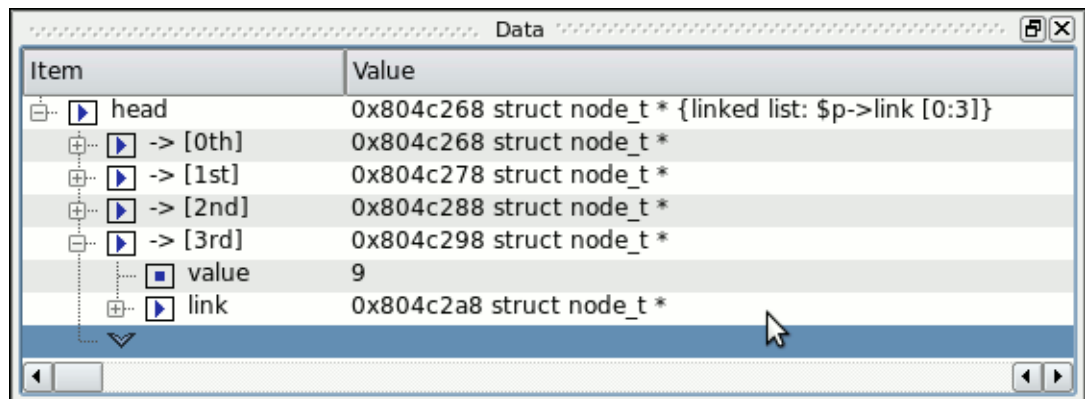 Data
Item Value
head 0x804c268 struct node_t * {linked list: $p->link [0:3]}
-> [0th] 0x804c268 struct node_t *
-> [1st] 0x804c278 struct node_t *
-> [2nd] 0x804c288 struct node_t *
-> [3rd] 0x804c298 struct node_t *
value 9
link 0x804c2a8 struct node_t *